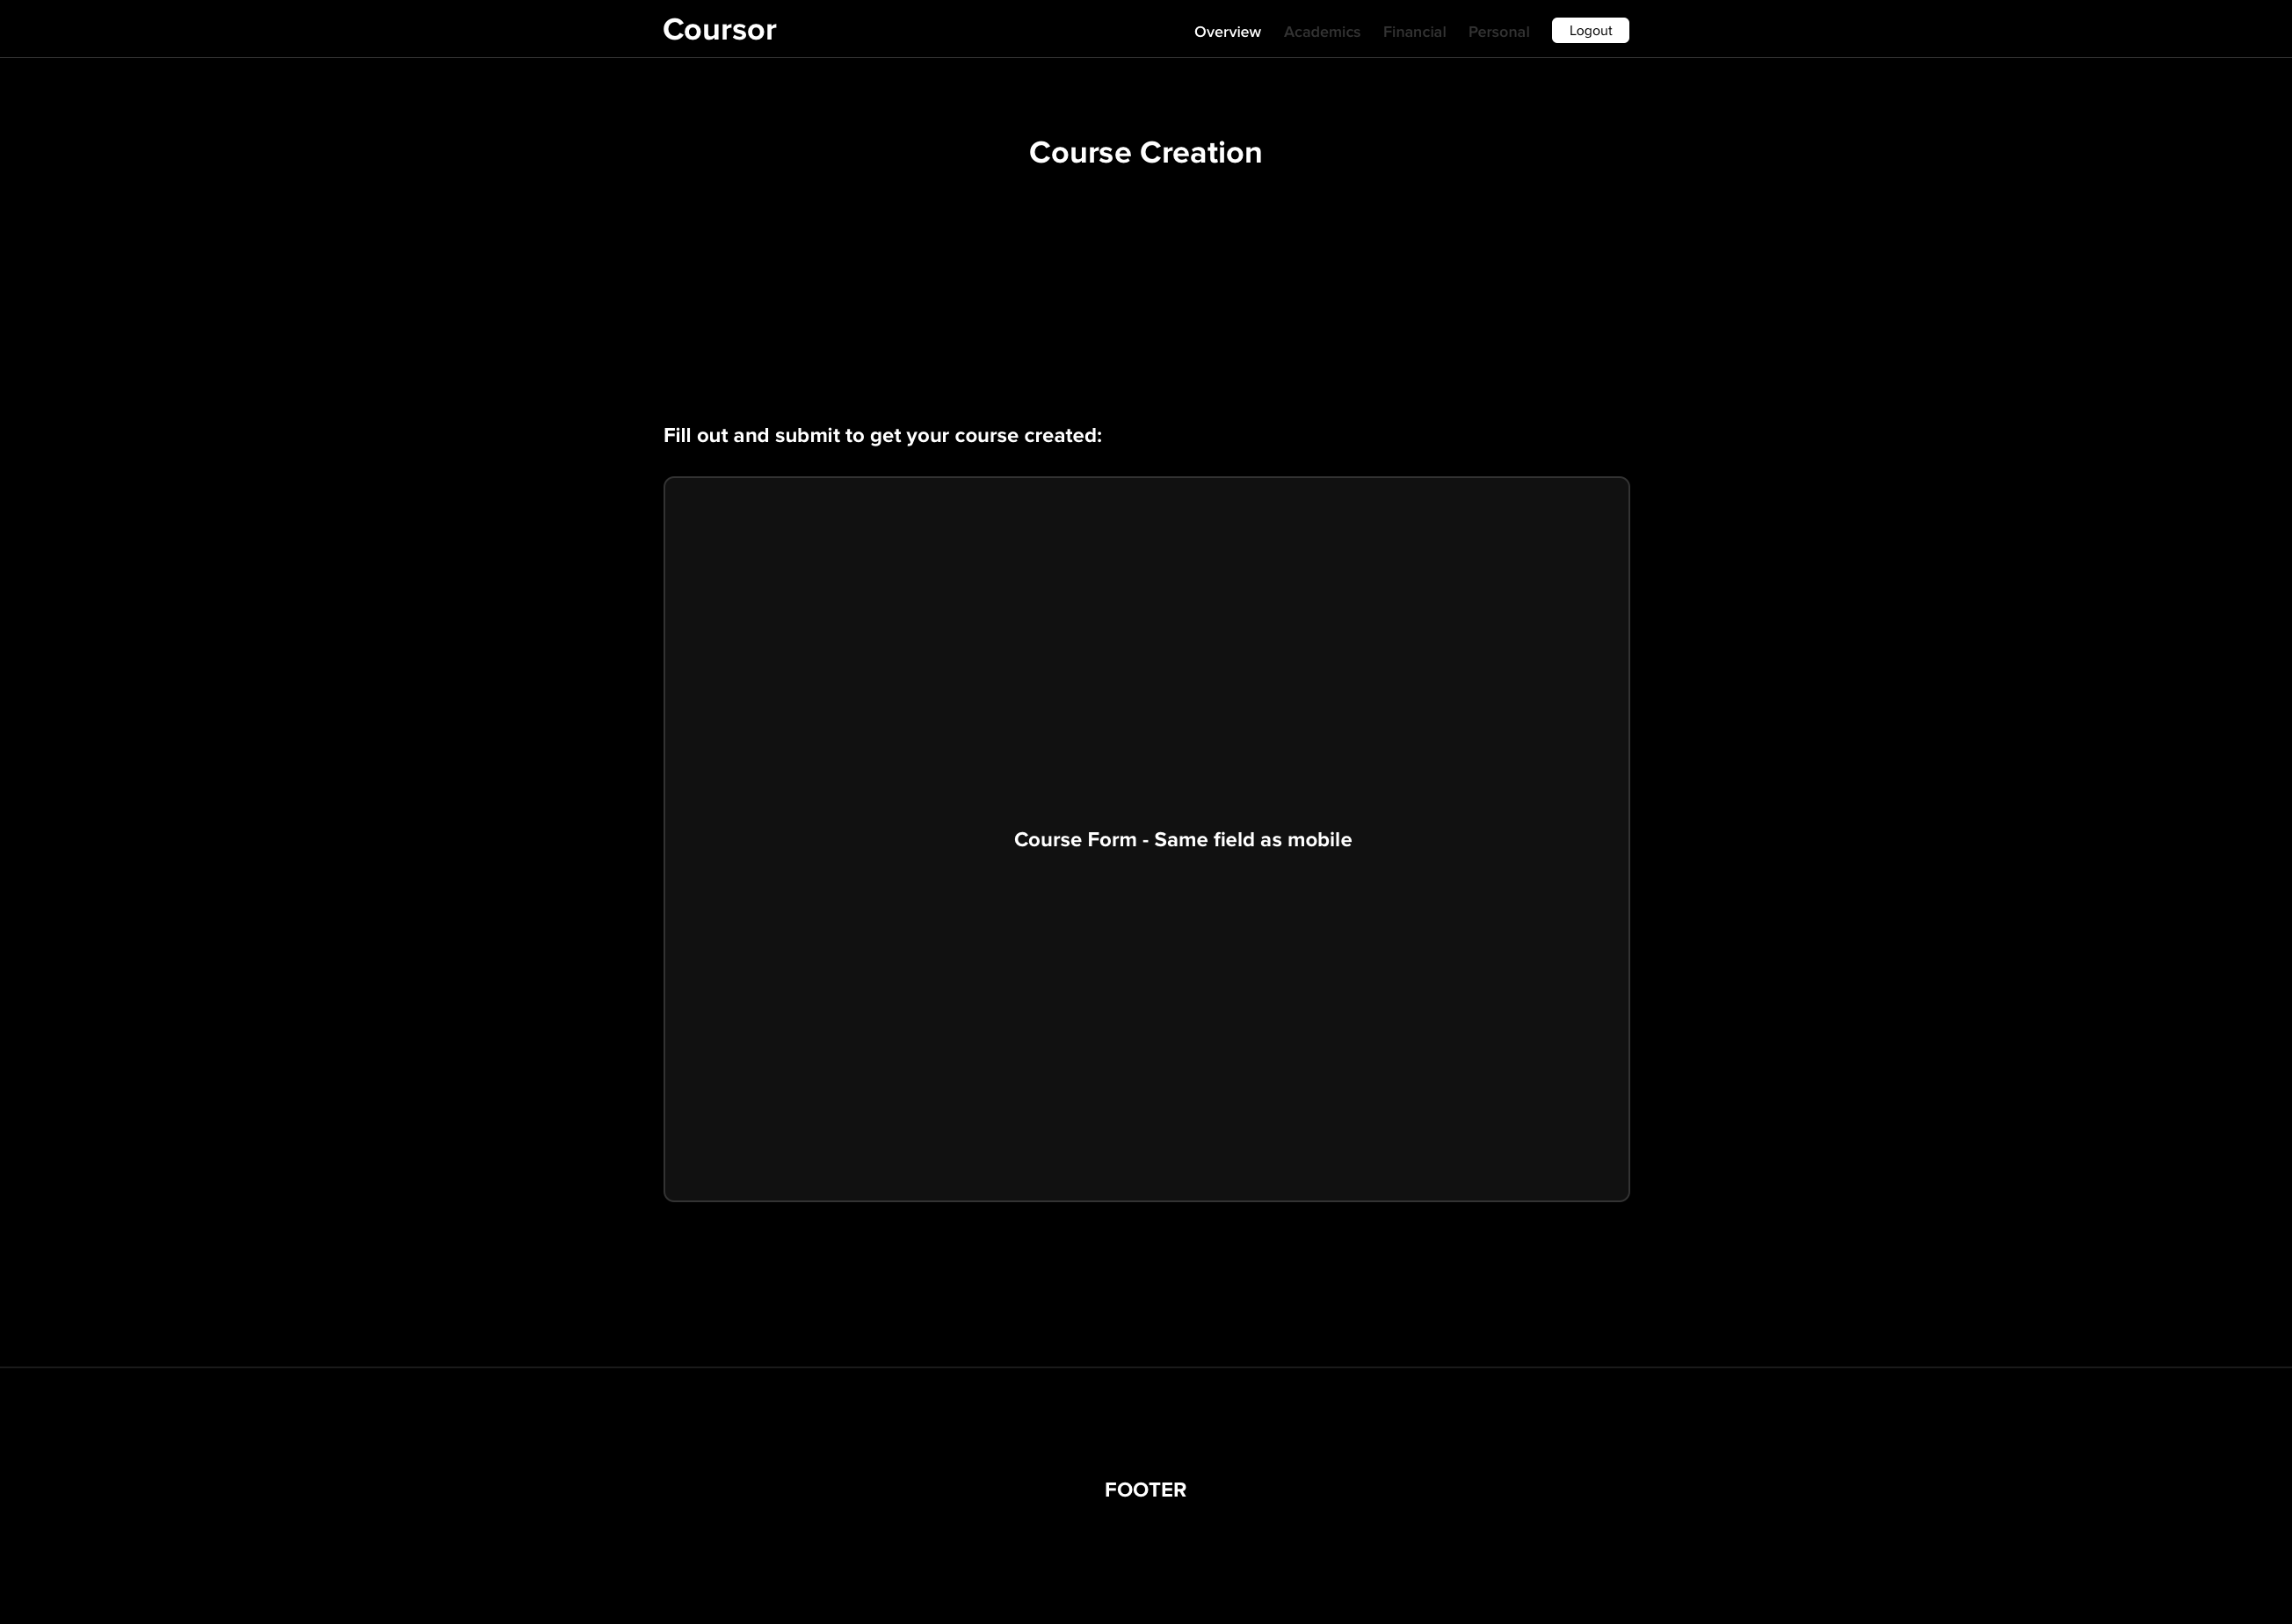 Coursor
Overview Academics Financial Personal Logout
Course Creation
Fill out and submit to get your course created:
Course Form - Same field as mobile
FOOTER